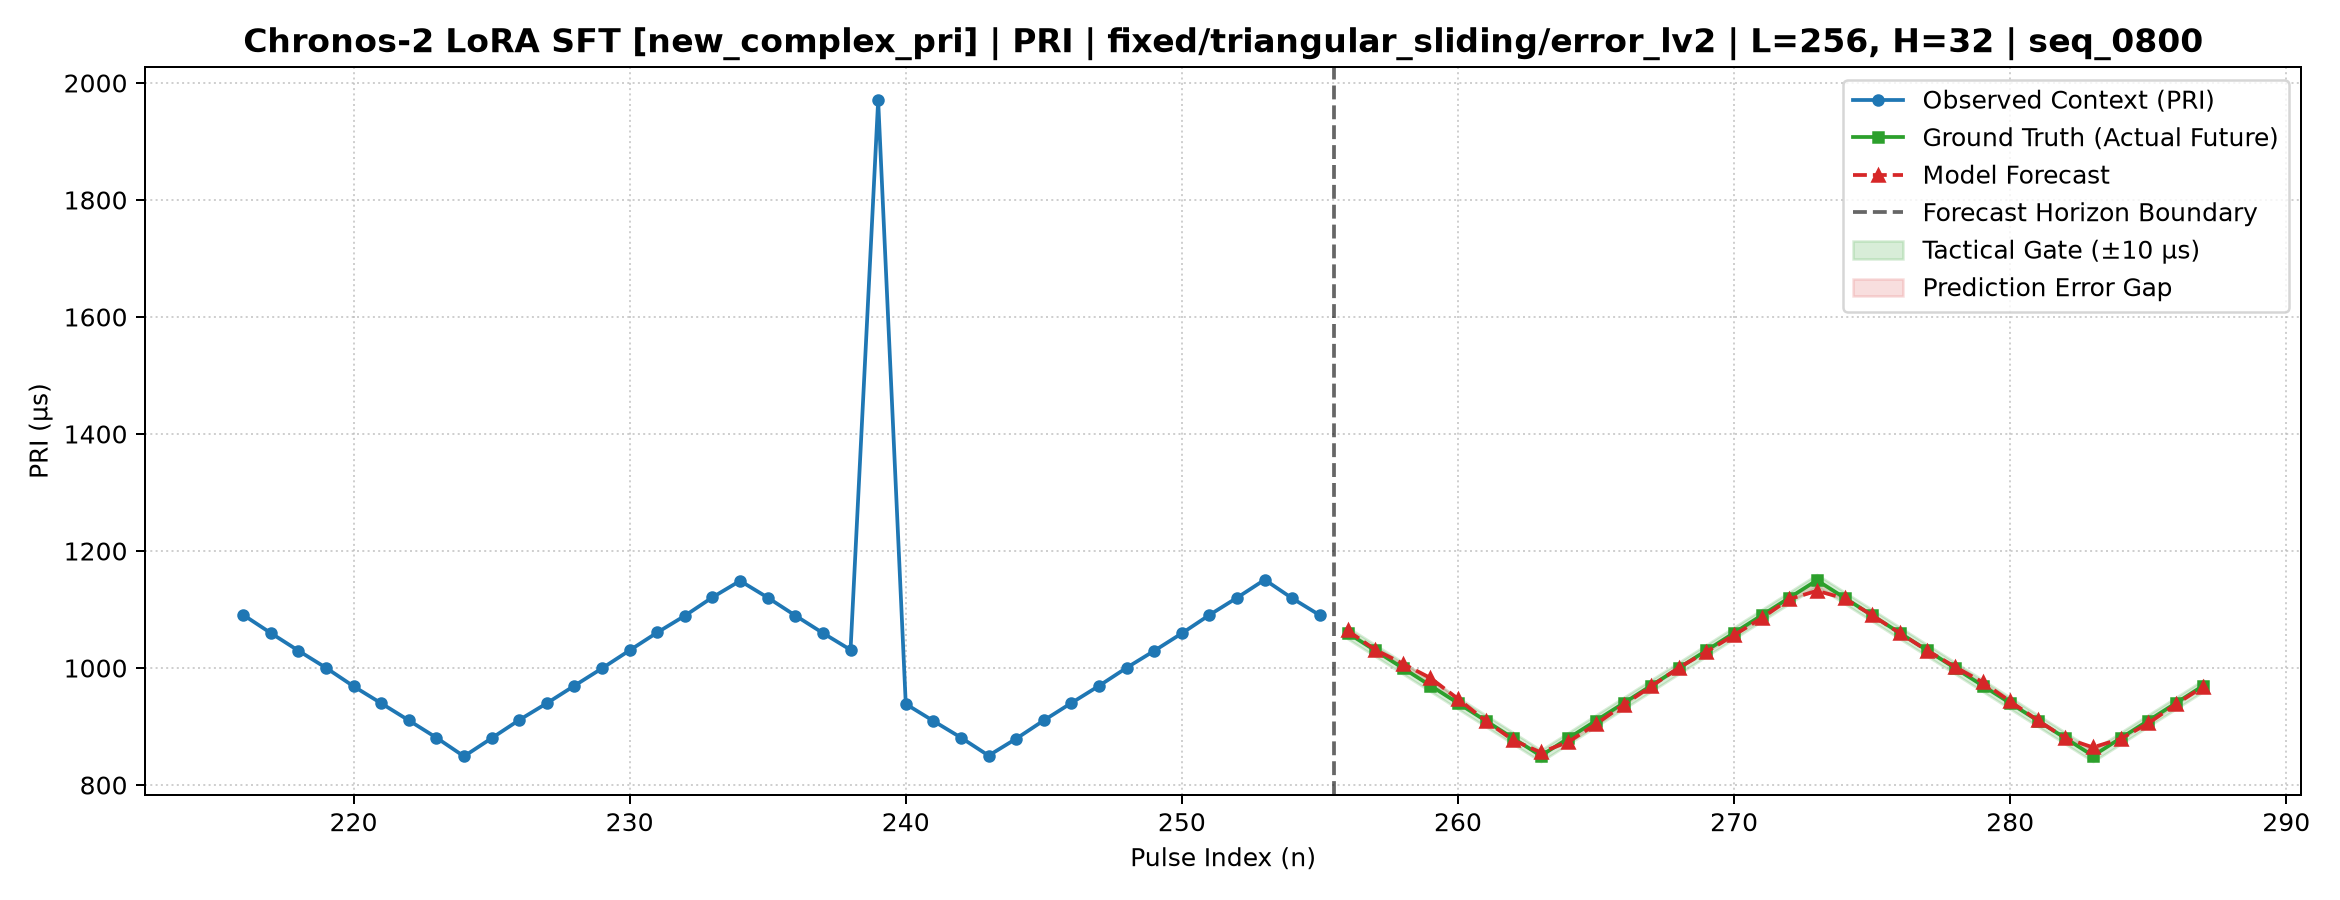 Chronos-2 LoRA SFT [new_complex_pri] | PRI | fixed/triangular_sliding/error_lv2 | L=256, H=32 | seq_0800
PRI (µs)
2000
1800
1600
1400
1200
1000
800
Observed Context (PRI)
Ground Truth (Actual Future)
Model Forecast
Forecast Horizon Boundary
Tactical Gate (±10 µs)
Prediction Error Gap
220 230 240 250 260 270 280 290
Pulse Index (n)